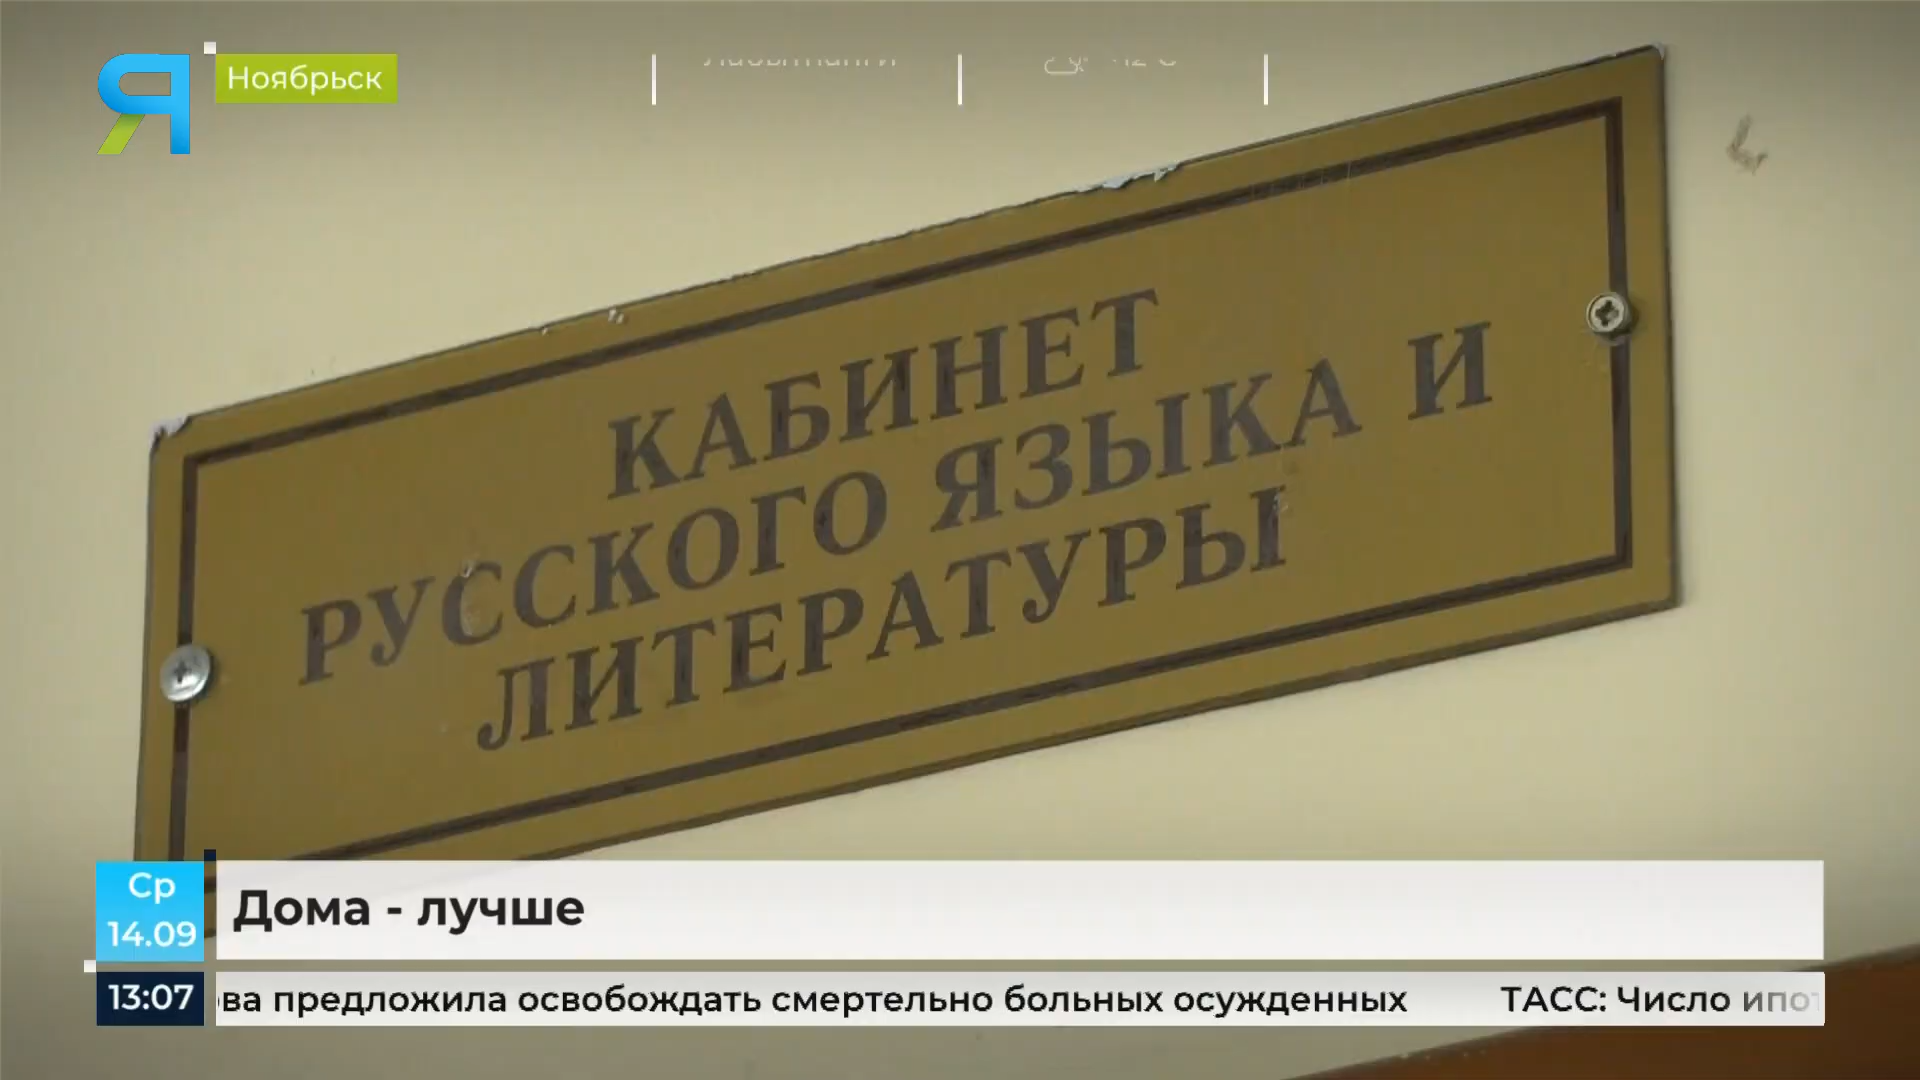 Я
Ноябрьск
КАБИНЕТ
РУССКОГО ЯЗЫКА И
ЛИТЕРАТУРЫ
Ср
14.09
Дома - лучше
13:07
предложила освобождать смертельно больных осужденных ТАСС: Число